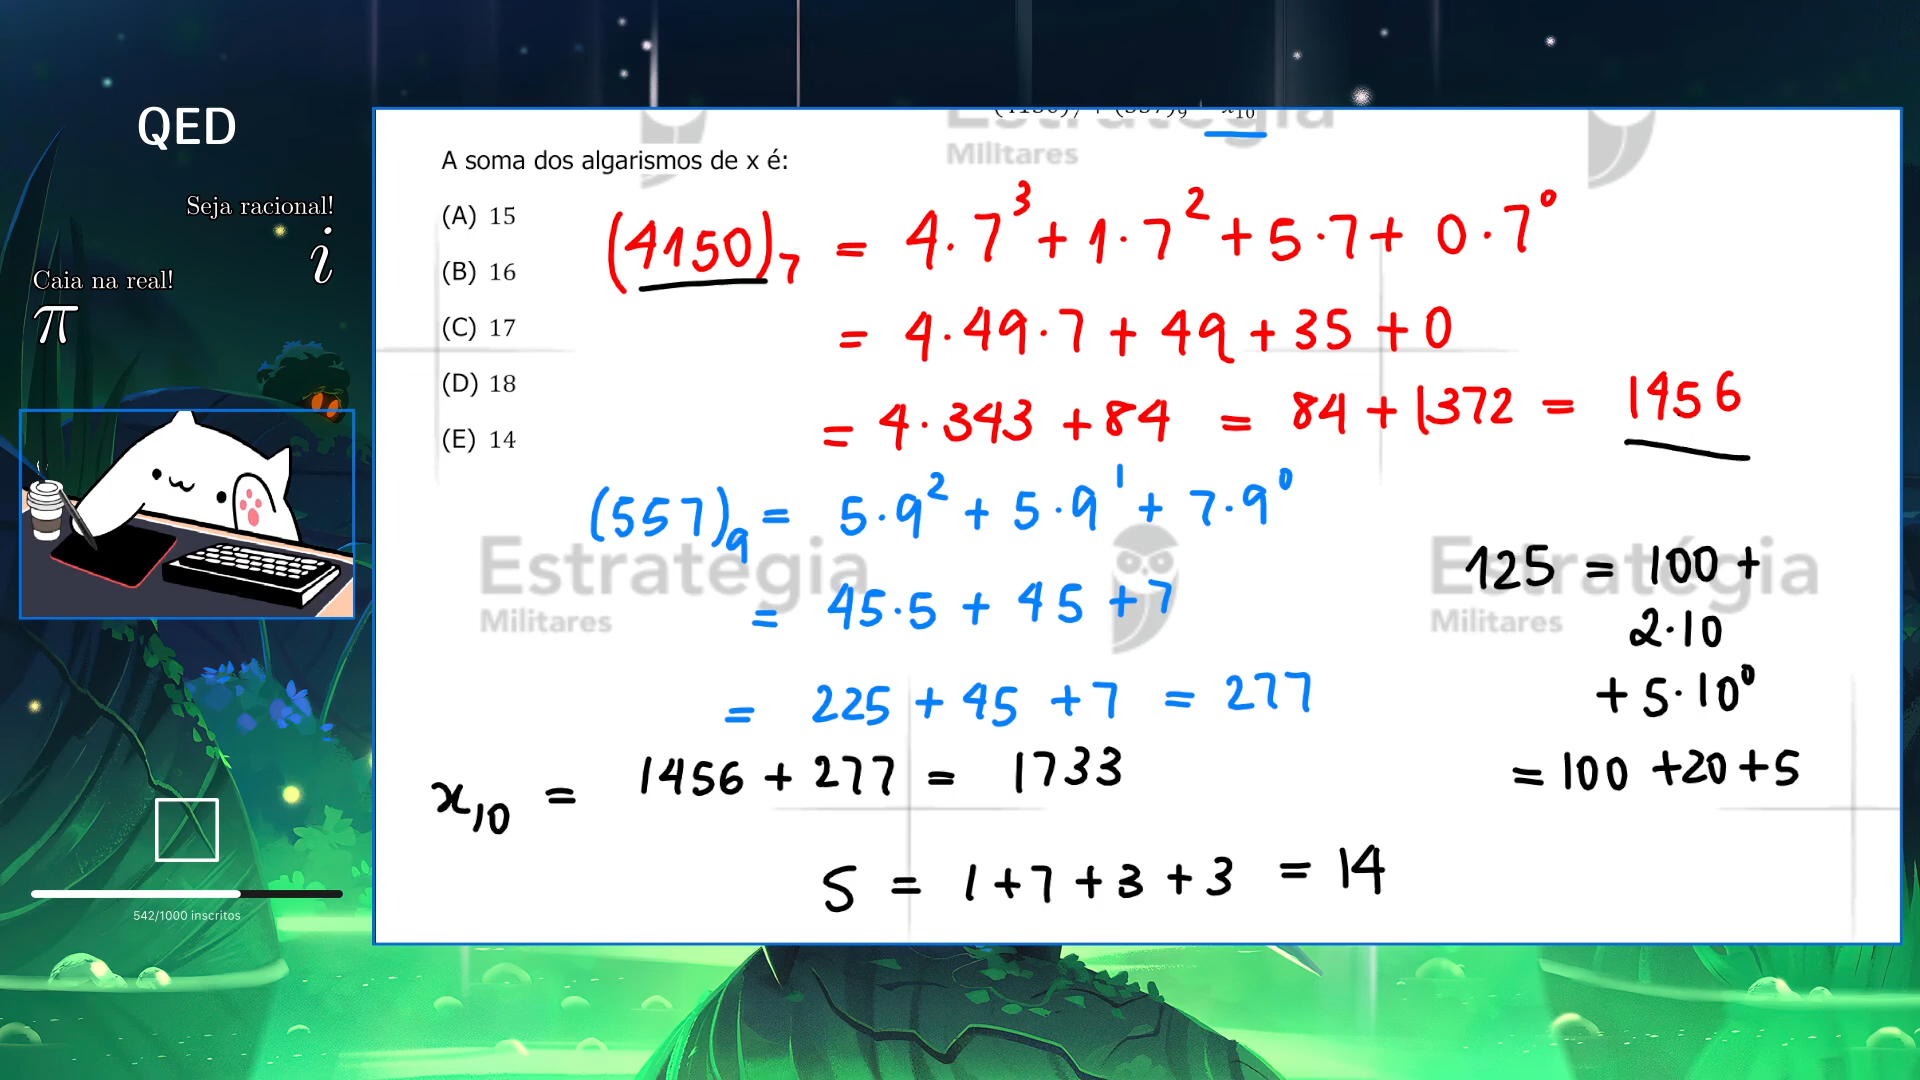 QED
Seja racional!
i
Caia na real!
π
542/1000 inscritos
x₁₀
Estratégia
Militares
A soma dos algarismos de x é:
(A) 15
(B) 16
(C) 17
(D) 18
(E) 14
(4150)₇ = 4·7³ + 1·7² + 5·7 + 0·7⁰
= 4·49·7 + 49 + 35 + 0
= 4·343 + 84 = 84 + 1372 = 1456
(557)₉ = 5·9² + 5·9¹ + 7·9⁰
= 45·5 + 45 + 7
= 225 + 45 + 7 = 277
Estratégia
Militares
Estratégia
Militares
125 = 100 +
2·10
+ 5·10⁰
= 100 + 20 + 5
x₁₀ = 1456 + 277 = 1733
S = 1 + 7 + 3 + 3 = 14